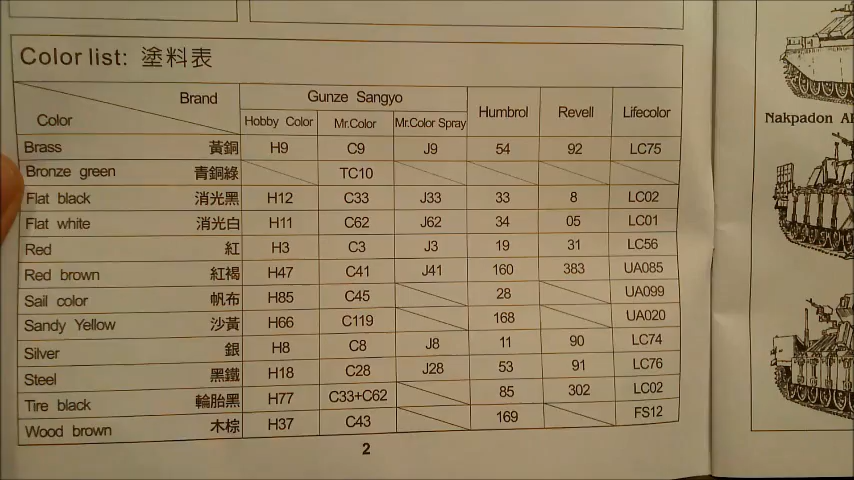 Color list: 塗料表
Brand Gunze Sangyo Humbrol Revell Lifecolor
Color Hobby Color Mr.Color Mr.Color Spray
Brass 黃銅 H9 C9 J9 54 92 LC75
Bronze green 青銅綠 TC10
Flat black 消光黑 H12 C33 J33 33 8 LC02
Flat white 消光白 H11 C62 J62 34 05 LC01
Red 紅 H3 C3 J3 19 31 LC56
Red brown 紅褐 H47 C41 J41 160 383 UA085
Sail color 帆布 H85 C45 28 UA099
Sandy Yellow 沙黃 H66 C119 168 UA020
Silver 銀 H8 C8 J8 11 90 LC74
Steel 黑鐵 H18 C28 J28 53 91 LC76
Tire black 輪胎黑 H77 C33+C62 85 302 LC02
Wood brown 木棕 H37 C43 169 FS12
2
Nakpadon